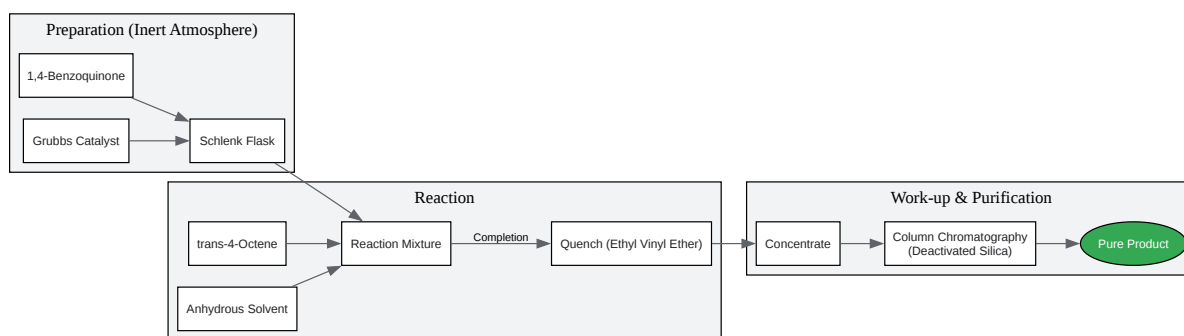 Preparation (Inert Atmosphere)
1,4-Benzoquinone
Grubbs Catalyst
Schlenk Flask
Reaction
trans-4-Octene
Anhydrous Solvent
Reaction Mixture
Completion
Quench (Ethyl Vinyl Ether)
Work-up & Purification
Concentrate
Column Chromatography
(Deactivated Silica)
Pure Product